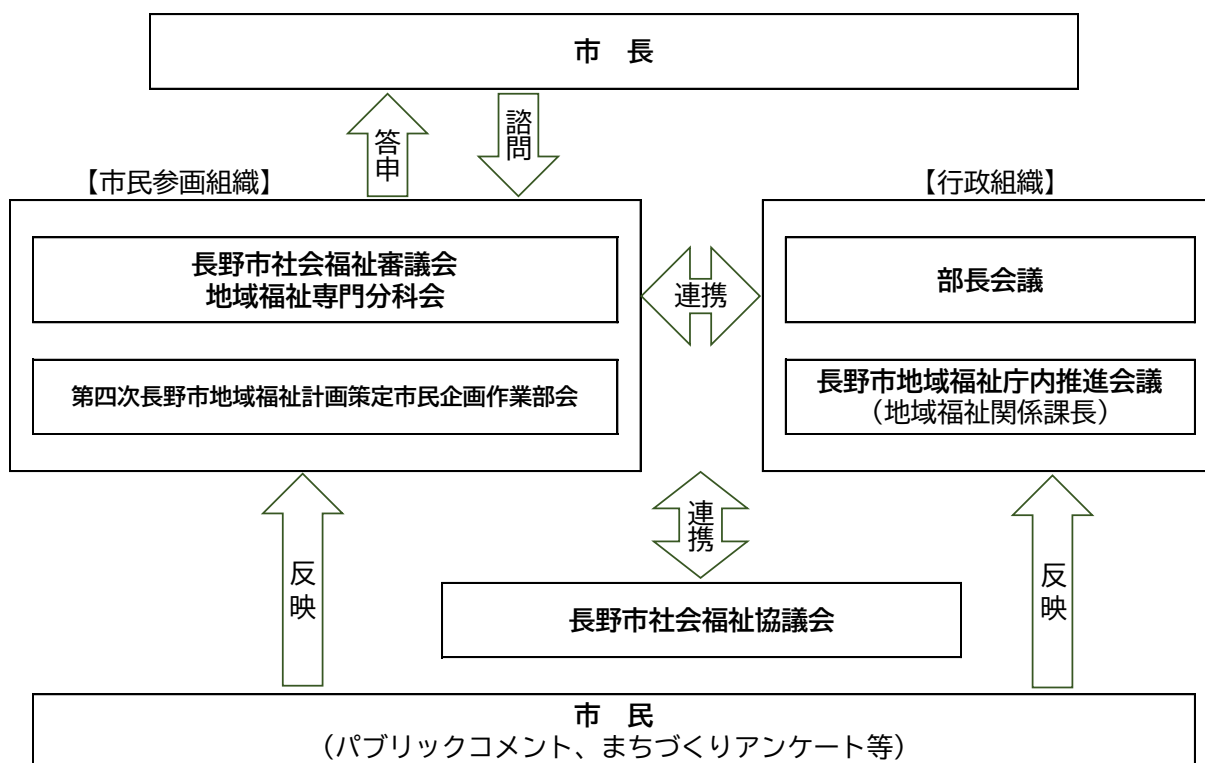 市　長
答申
諮問
【市民参画組織】
【行政組織】
長野市社会福祉審議会
地域福祉専門分科会
第四次長野市地域福祉計画策定市民企画作業部会
連携
部長会議
長野市地域福祉庁内推進会議
（地域福祉関係課長）
反映
連携
反映
長野市社会福祉協議会
市　民
（パブリックコメント、まちづくりアンケート等）